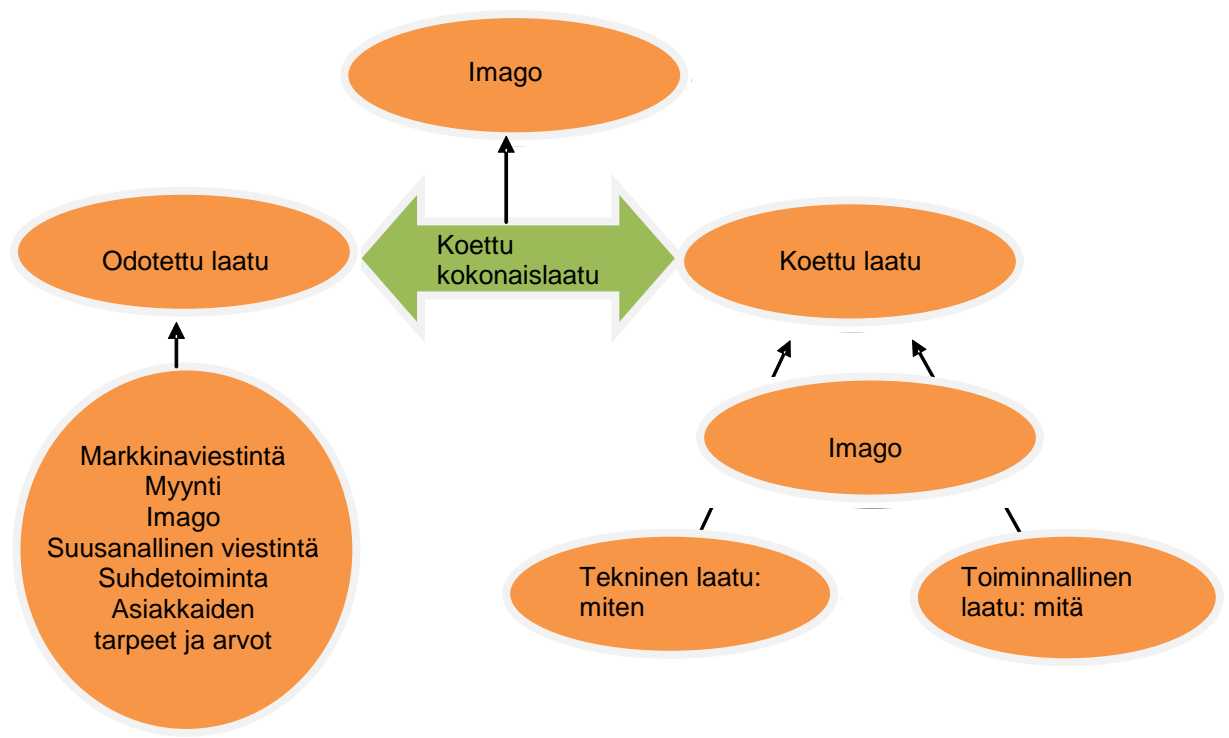 Imago
Odotettu laatu
Koettu
kokonaislaatu
Koettu laatu
Markkinaviestintä
Myynti
Imago
Suusanallinen viestintä
Suhdetoiminta
Asiakkaiden
tarpeet ja arvot
Imago
Tekninen laatu:
miten
Toiminnallinen
laatu: mitä